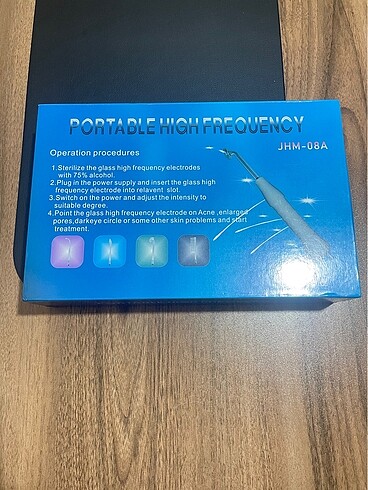 PORTABLE HIGH FREQUENCY
JHM-08A
Operation procedures
1.Sterilize the glass high frequency electrodes
with 75% alcohol.
2.Plug in the power supply and insert the glass high
frequency electrode into relavent slot.
3.Switch on the power and adjust the intensity to
suitable degree.
4.Point the glass high frequency electrode on Acne ,enlarged
pores,darkeye circle or some other skin problems and start
treatment.